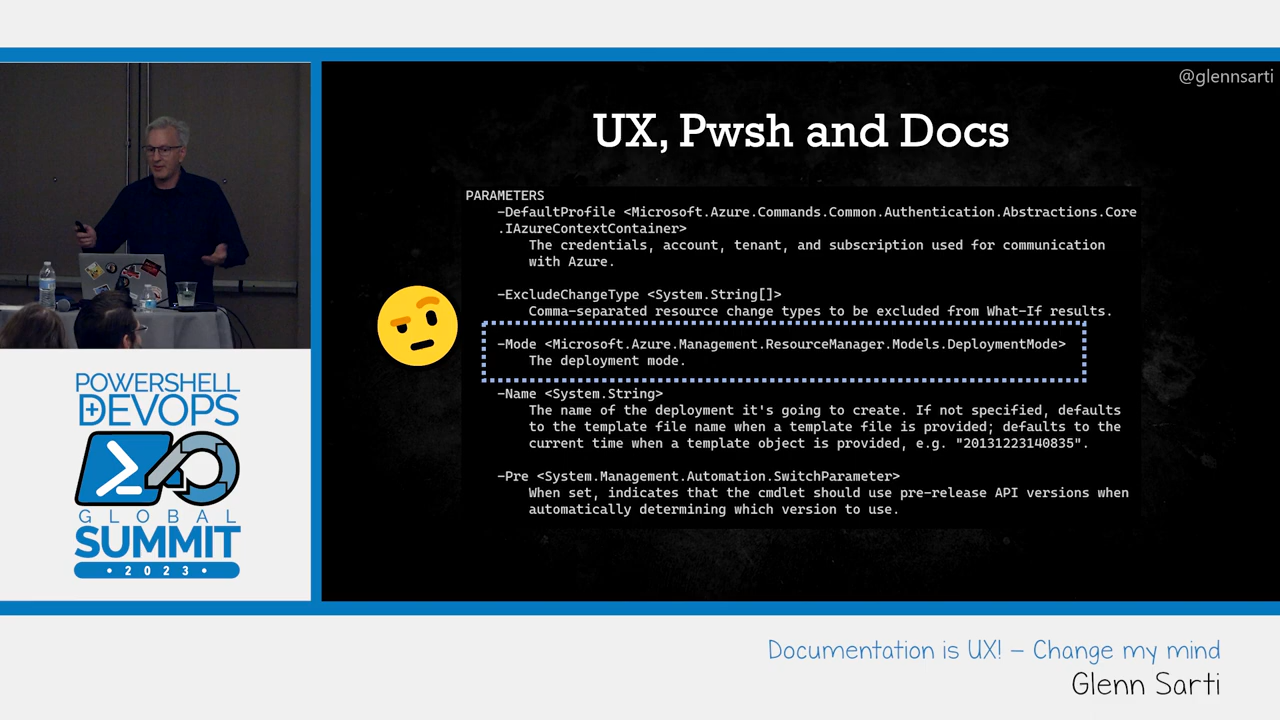 @glennsarti
UX, Pwsh and Docs
PARAMETERS
-DefaultProfile <Microsoft.Azure.Commands.Common.Authentication.Abstractions.Core
.IAzureContextContainer>
The credentials, account, tenant, and subscription used for communication
with Azure.
-ExcludeChangeType <System.String[]>
Comma-separated resource change types to be excluded from What-If results.
-Mode <Microsoft.Azure.Management.ResourceManager.Models.DeploymentMode>
The deployment mode.
-Name <System.String>
The name of the deployment it's going to create. If not specified, defaults
to the template file name when a template file is provided; defaults to the
current time when a template object is provided, e.g. "20131223140835".
-Pre <System.Management.Automation.SwitchParameter>
When set, indicates that the cmdlet should use pre-release API versions when
automatically determining which version to use.
POWERSHELL
+DEVOPS
GLOBAL
SUMMIT
• 2023 •
Documentation is UX! – Change my mind
Glenn Sarti